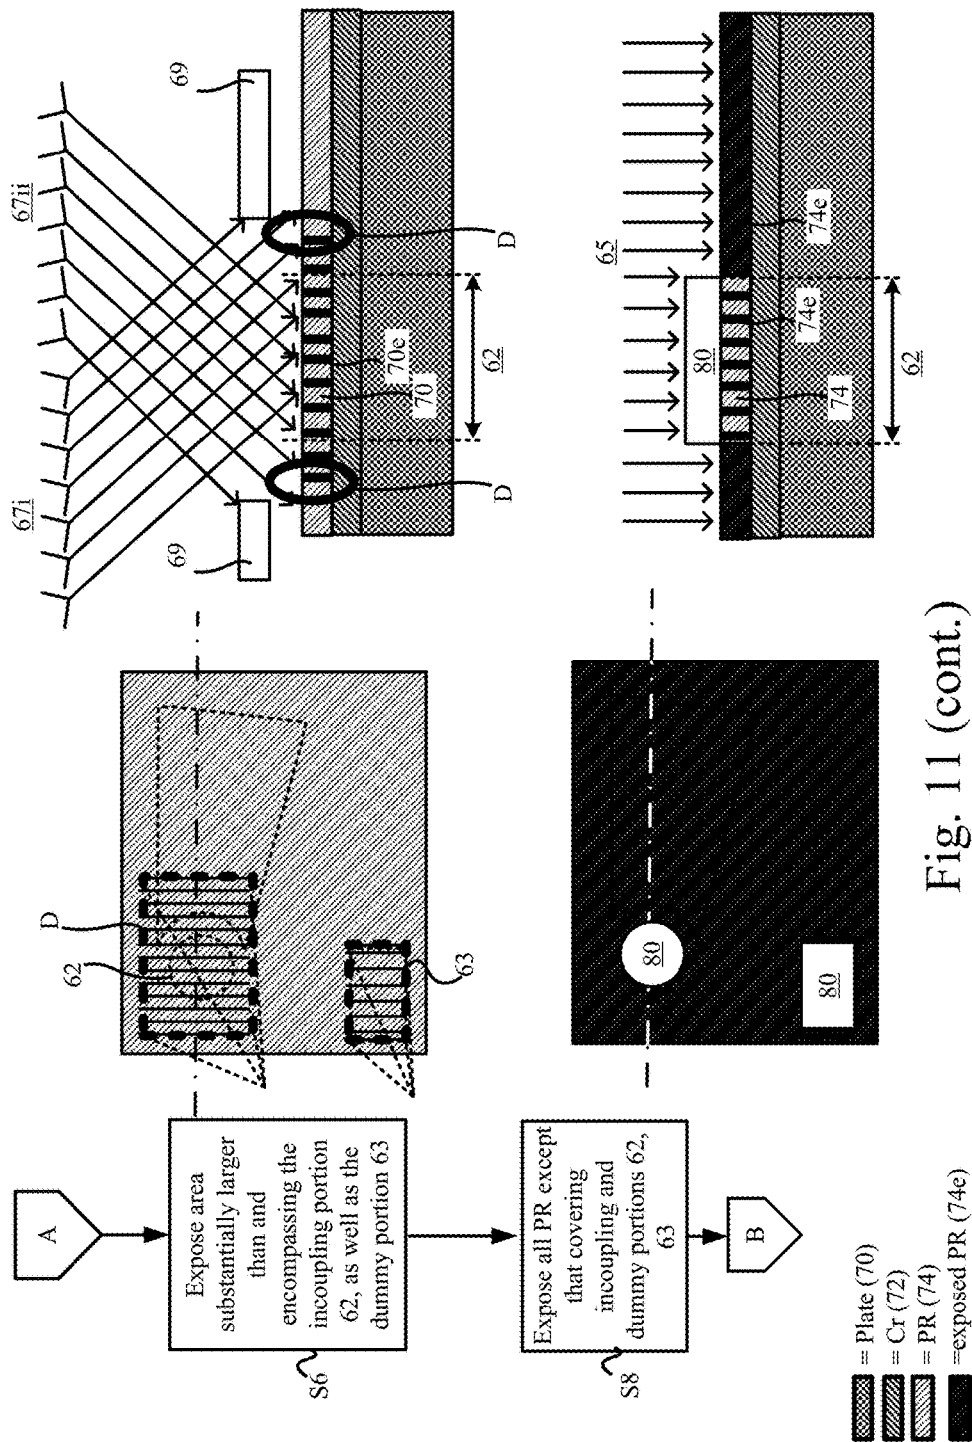 A
S6
Expose area
substantially larger
than and
encompassing the
incoupling portion
62, as well as the
dummy portion 63
62
D
63
67i
67ii
69
69
D
D
70
70e
62
S8
Expose all PR except
that covering
incoupling and
dummy portions 62,
63
B
80
80
65
80
74
74e
74e
62
= Plate (70)
= Cr (72)
= PR (74)
=exposed PR (74e)
Fig. 11 (cont.)